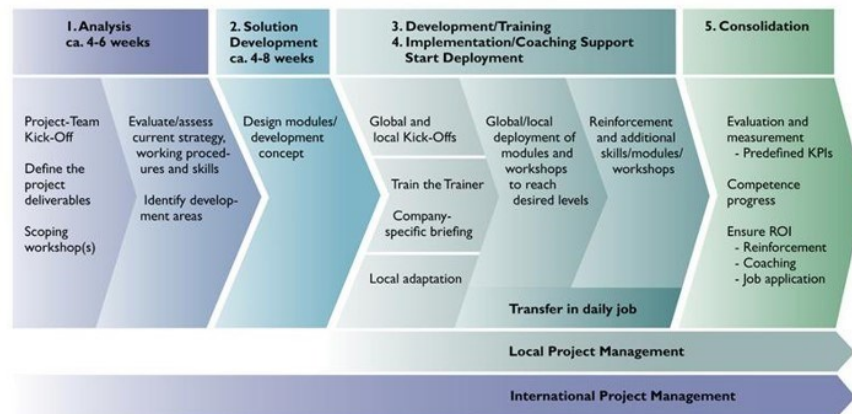 1. Analysis
ca. 4-6 weeks
2. Solution
Development
ca. 4-8 weeks
3. Development/Training
4. Implementation/Coaching Support
Start Deployment
5. Consolidation
Project-Team
Kick-Off
Define the
project
deliverables
Scoping
workshop(s)
Evaluate/assess
current strategy,
working proced-
ures and skills
Identify develop-
ment areas
Design modules/
development
concept
Global and
local Kick-Offs
Train the Trainer
Company-
specific briefing
Local adaptation
Global/local
deployment of
modules and
workshops
to reach
desired levels
Reinforcement
and additional
skills/modules/
workshops
Transfer in daily job
Evaluation and
measurement
- Predefined KPIs
Competence
progress
Ensure ROI
- Reinforcement
- Coaching
- Job application
Local Project Management
International Project Management